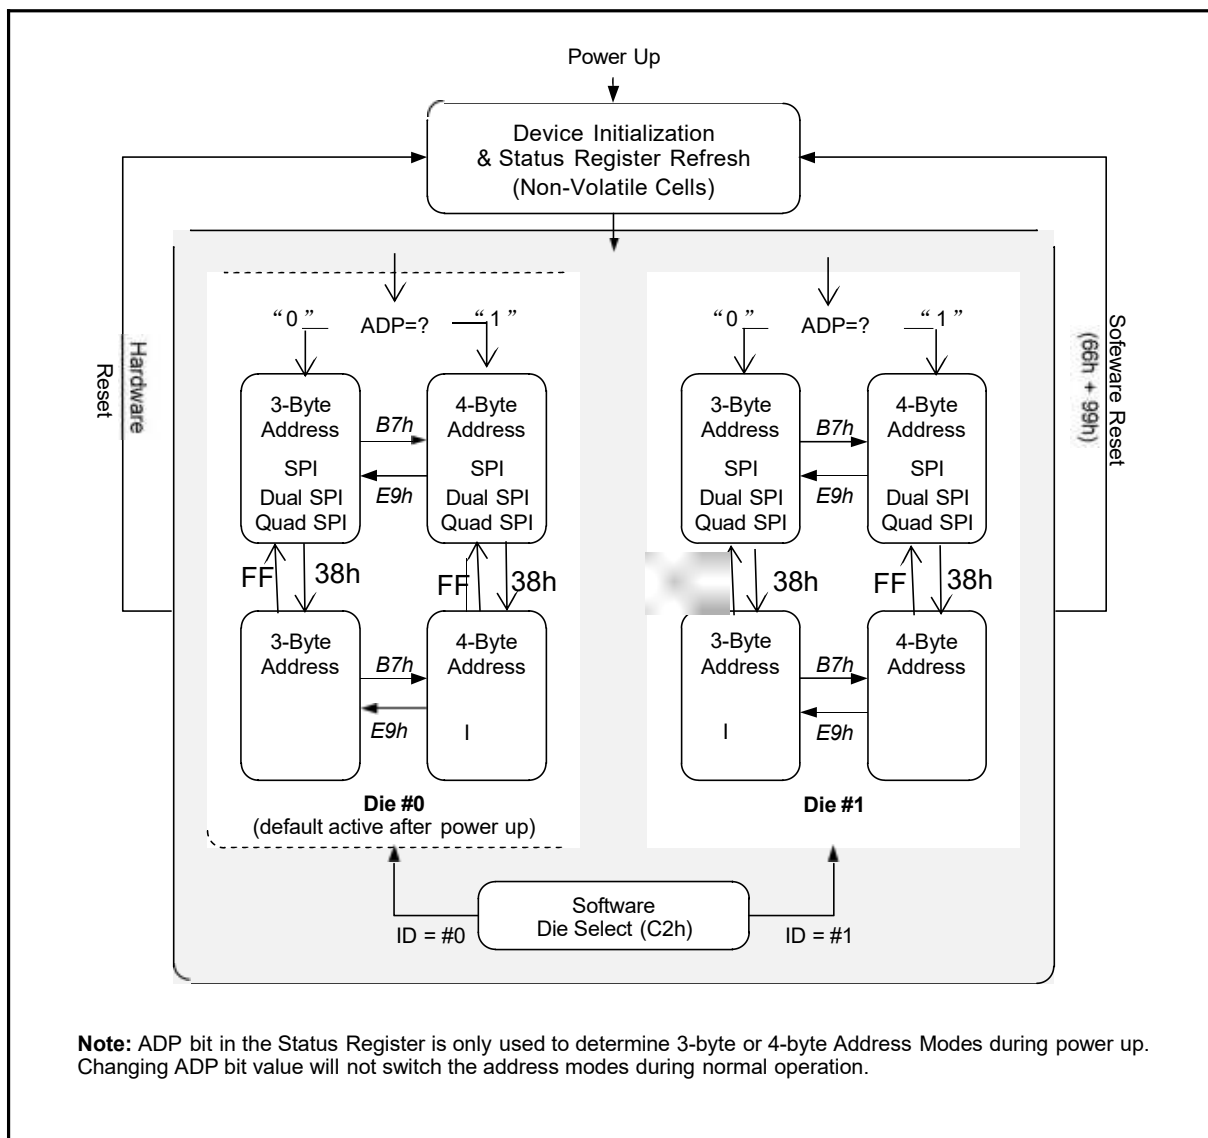 Power Up
Device Initialization
& Status Register Refresh
(Non-Volatile Cells)
Hardware
Reset
Sofeware Reset
(66h + 99h)
“0” ADP=? “1”
3-Byte
Address
SPI
Dual SPI
Quad SPI
B7h
E9h
4-Byte
Address
SPI
Dual SPI
Quad SPI
FF 38h
FF 38h
3-Byte
Address
B7h
E9h
4-Byte
Address
I
Die #0
(default active after power up)
“0” ADP=? “1”
3-Byte
Address
SPI
Dual SPI
Quad SPI
B7h
E9h
4-Byte
Address
SPI
Dual SPI
Quad SPI
38h
FF 38h
3-Byte
Address
I
B7h
E9h
4-Byte
Address
Die #1
Software
Die Select (C2h)
ID = #0
ID = #1
Note: ADP bit in the Status Register is only used to determine 3-byte or 4-byte Address Modes during power up.
Changing ADP bit value will not switch the address modes during normal operation.